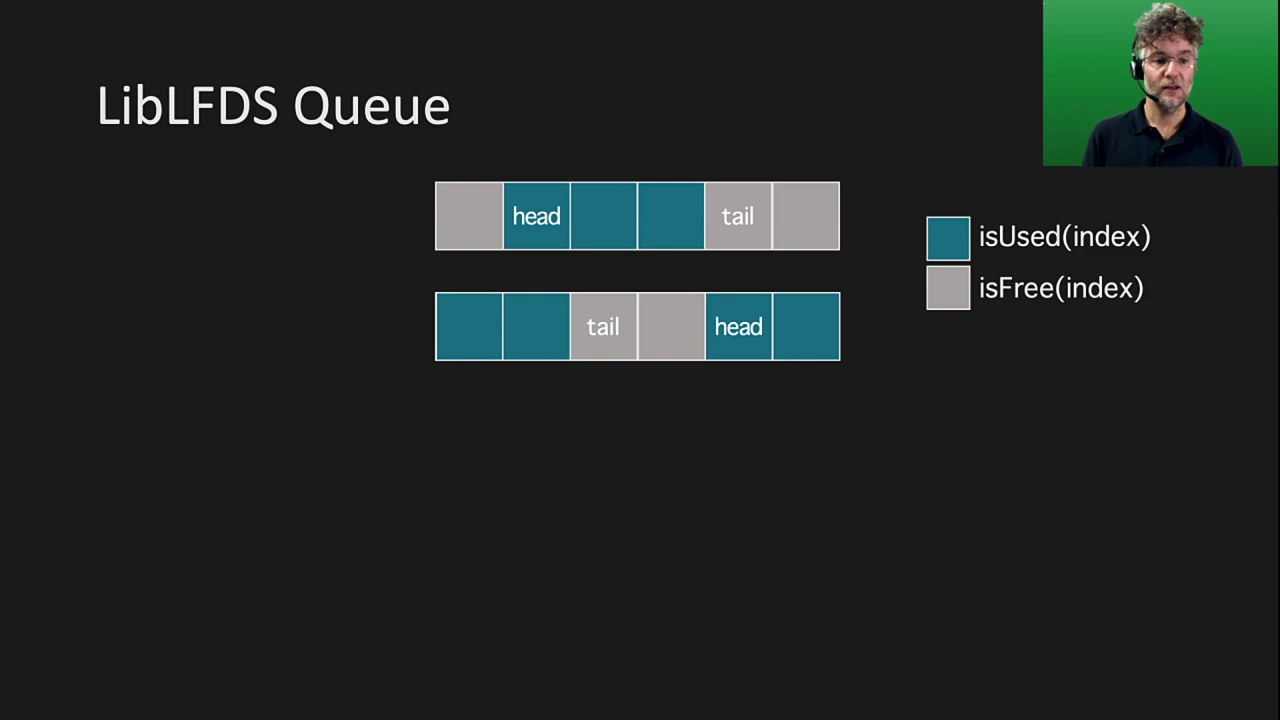 LibLFDS Queue
head
tail
tail
head
isUsed(index)
isFree(index)